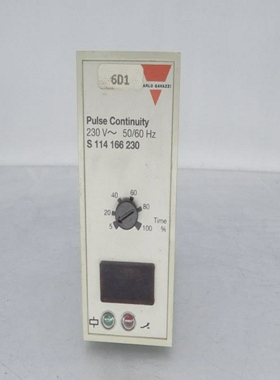 6D1
CARLO GAVAZZI
Pulse Continuity
230 V～ 50/60 Hz
S 114 166 230
40 60
20 80
5 100
Time
%